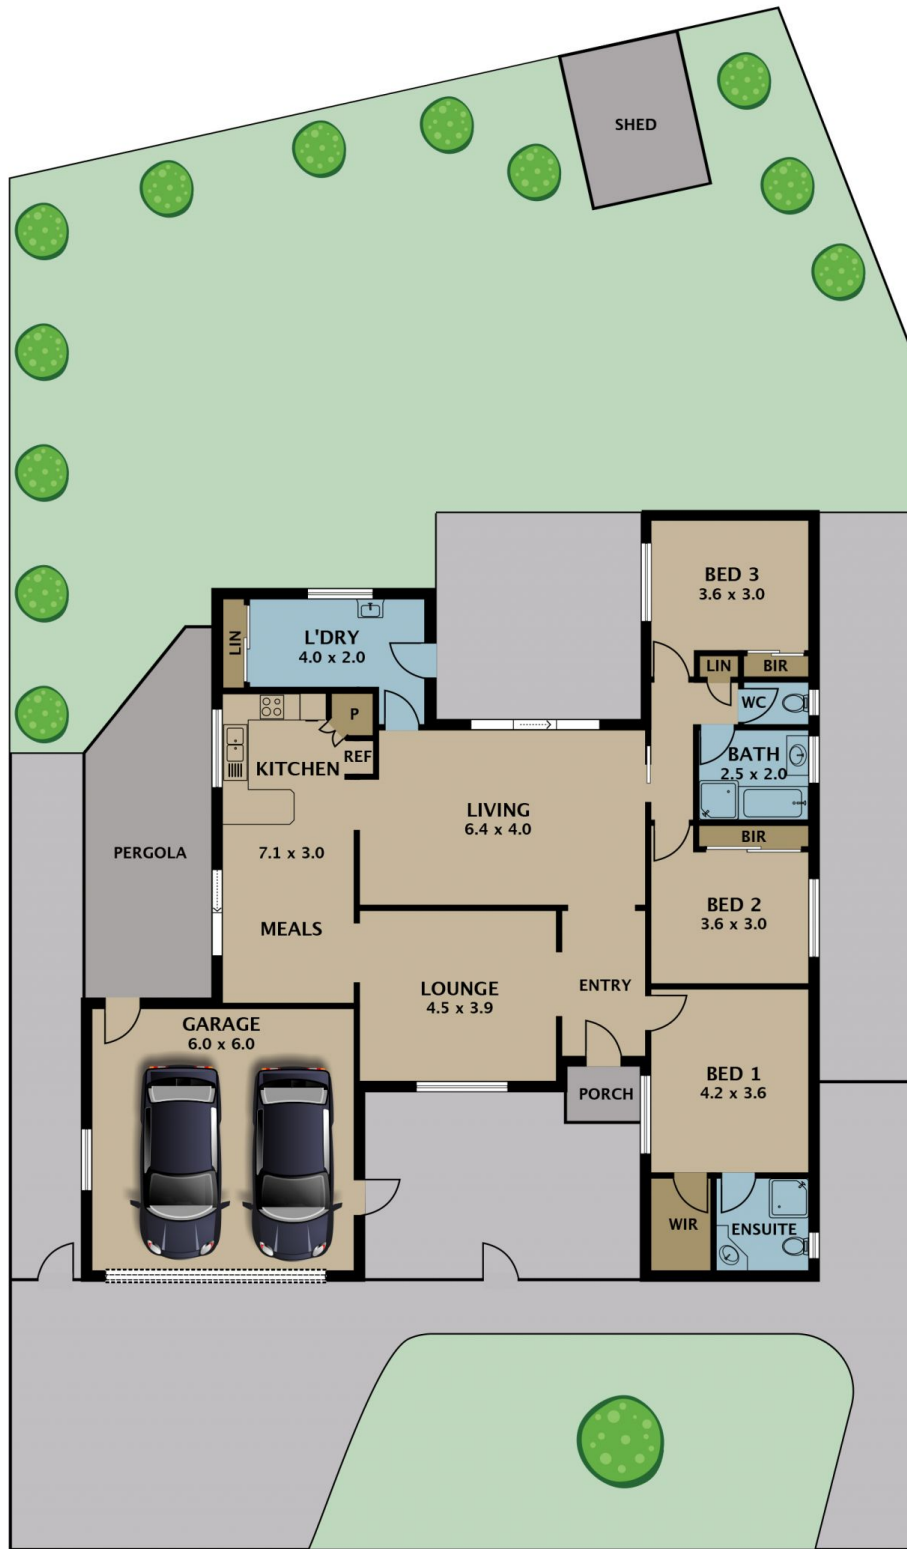 SHED
BED 3
3.6 x 3.0
LIN
L'DRY
4.0 x 2.0
LIN
BIR
WC
P
REF
KITCHEN
BATH
2.5 x 2.0
LIVING
6.4 x 4.0
BIR
PERGOLA
7.1 x 3.0
BED 2
3.6 x 3.0
MEALS
LOUNGE
4.5 x 3.9
ENTRY
GARAGE
6.0 x 6.0
BED 1
4.2 x 3.6
PORCH
WIR
ENSUITE